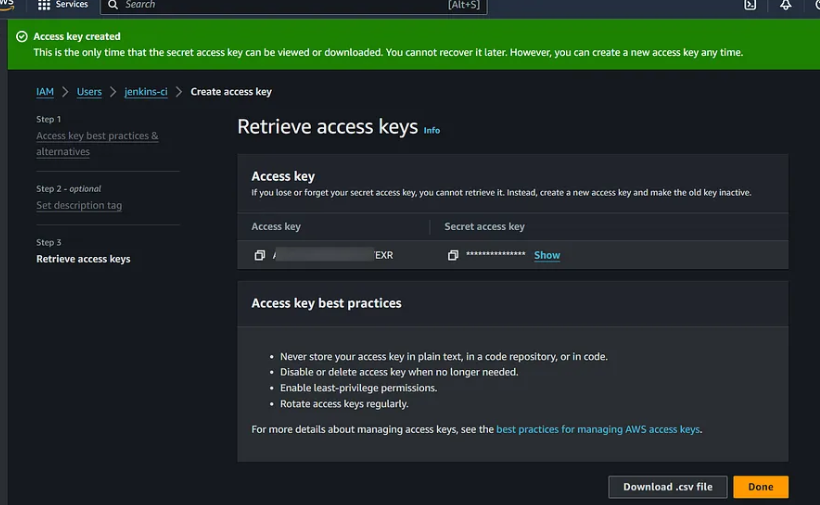 Services
Search
[Alt+S]
Access key created
This is the only time that the secret access key can be viewed or downloaded. You cannot recover it later. However, you can create a new access key any time.
IAM > Users > jenkins-ci > Create access key
Step 1
Access key best practices &
alternatives
Step 2 - optional
Set description tag
Step 3
Retrieve access keys
Retrieve access keys Info
Access key
If you lose or forget your secret access key, you cannot retrieve it. Instead, create a new access key and make the old key inactive.
Access key
Secret access key
EXR
*************** Show
Access key best practices
• Never store your access key in plain text, in a code repository, or in code.
• Disable or delete access key when no longer needed.
• Enable least-privilege permissions.
• Rotate access keys regularly.
For more details about managing access keys, see the best practices for managing AWS access keys.
Download .csv file
Done